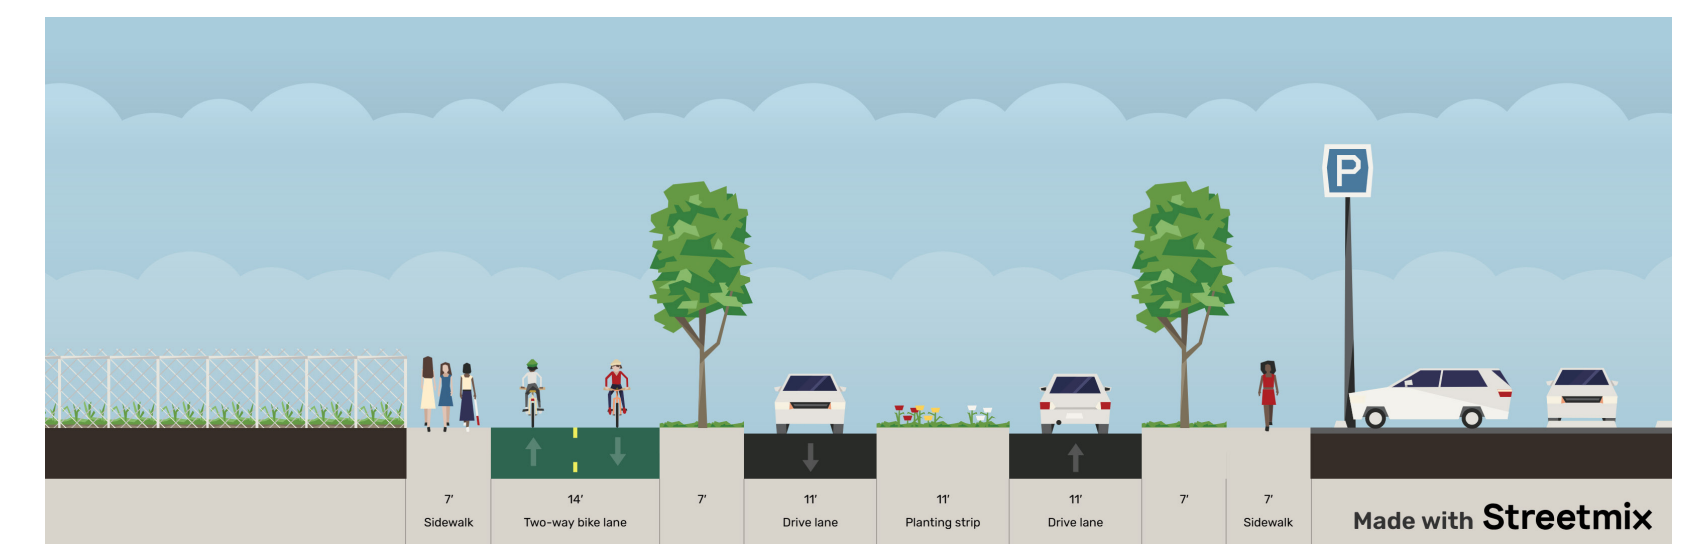 P
7′
Sidewalk
14′
Two-way bike lane
7′
11′
Drive lane
11′
Planting strip
11′
Drive lane
7′
7′
Sidewalk
Made with Streetmix